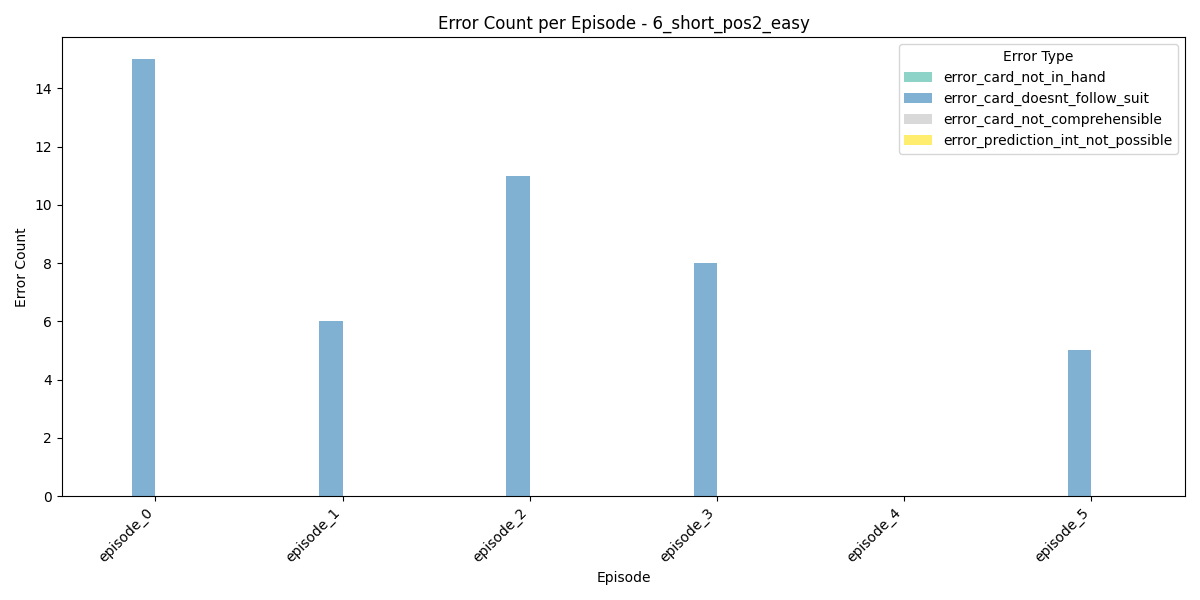 Error Count per Episode - 6_short_pos2_easy
Error Type
error_card_not_in_hand
error_card_doesnt_follow_suit
error_card_not_comprehensible
error_prediction_int_not_possible
Error Count
14
12
10
8
6
4
2
0
episode_0
episode_1
episode_2
episode_3
episode_4
episode_5
Episode